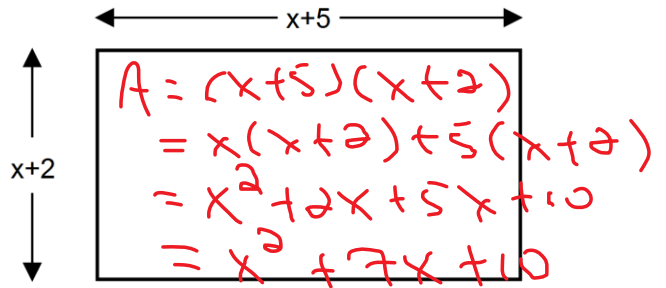 x+5
x+2
A = (x+5)(x+2)
= x(x+2)+5(x+2)
= x²+2x+5x+10
= x²+7x+10